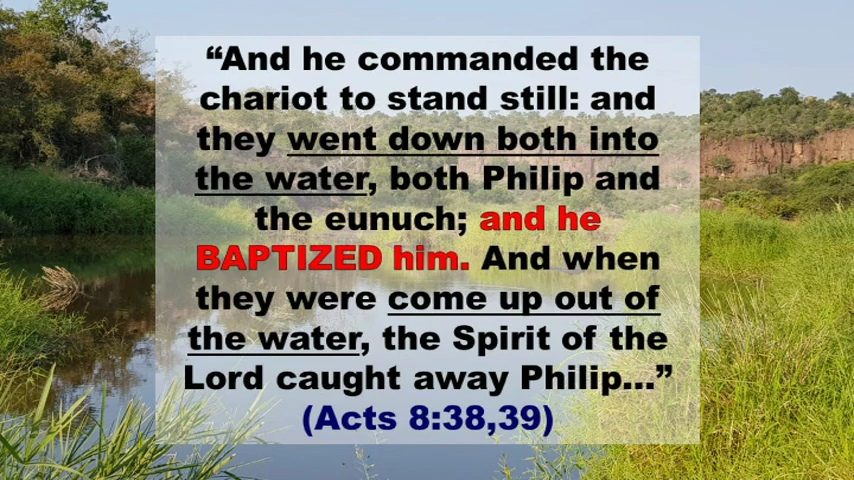 “And he commanded the
chariot to stand still: and
they went down both into
the water, both Philip and
the eunuch; and he
BAPTIZED him. And when
they were come up out of
the water, the Spirit of the
Lord caught away Philip...”
(Acts 8:38,39)